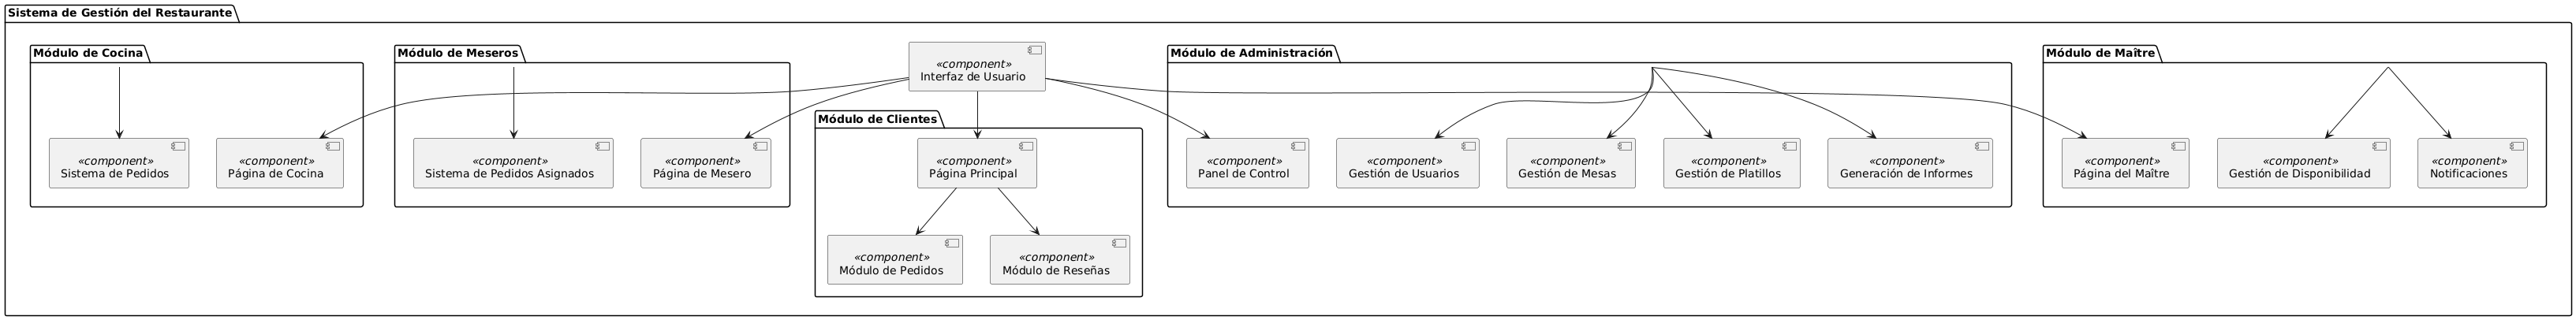 Sistema de Gestión del Restaurante
Módulo de Cocina
«component»
Sistema de Pedidos
«component»
Página de Cocina
Módulo de Meseros
«component»
Sistema de Pedidos Asignados
«component»
Página de Mesero
«component»
Interfaz de Usuario
Módulo de Clientes
«component»
Página Principal
«component»
Módulo de Pedidos
«component»
Módulo de Reseñas
Módulo de Administración
«component»
Panel de Control
«component»
Gestión de Usuarios
«component»
Gestión de Mesas
«component»
Gestión de Platillos
«component»
Generación de Informes
Módulo de Maître
«component»
Página del Maître
«component»
Gestión de Disponibilidad
«component»
Notificaciones